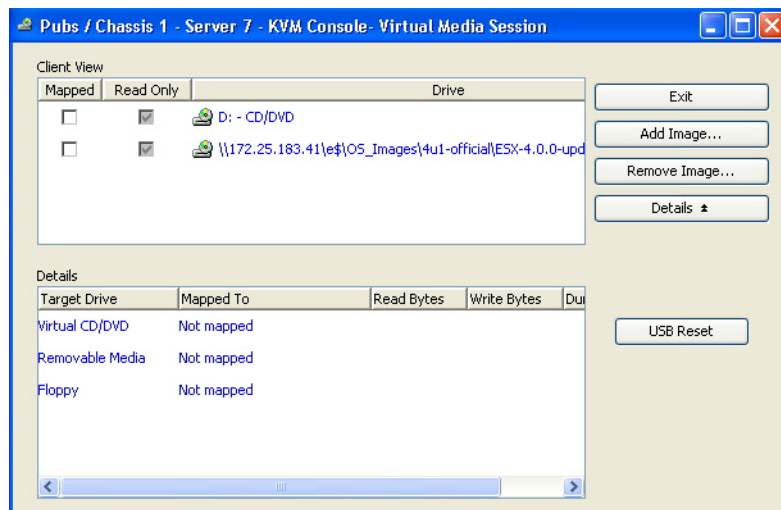 Pubs / Chassis 1 - Server 7 - KVM Console- Virtual Media Session
Client View
Mapped Read Only Drive
Exit
D: - CD/DVD
Add Image...
\\172.25.183.41\e$\OS_Images\4u1-official\ESX-4.0.0-upd
Remove Image...
Details
Details
Target Drive Mapped To Read Bytes Write Bytes Dur
Virtual CD/DVD Not mapped
USB Reset
Removable Media Not mapped
Floppy Not mapped